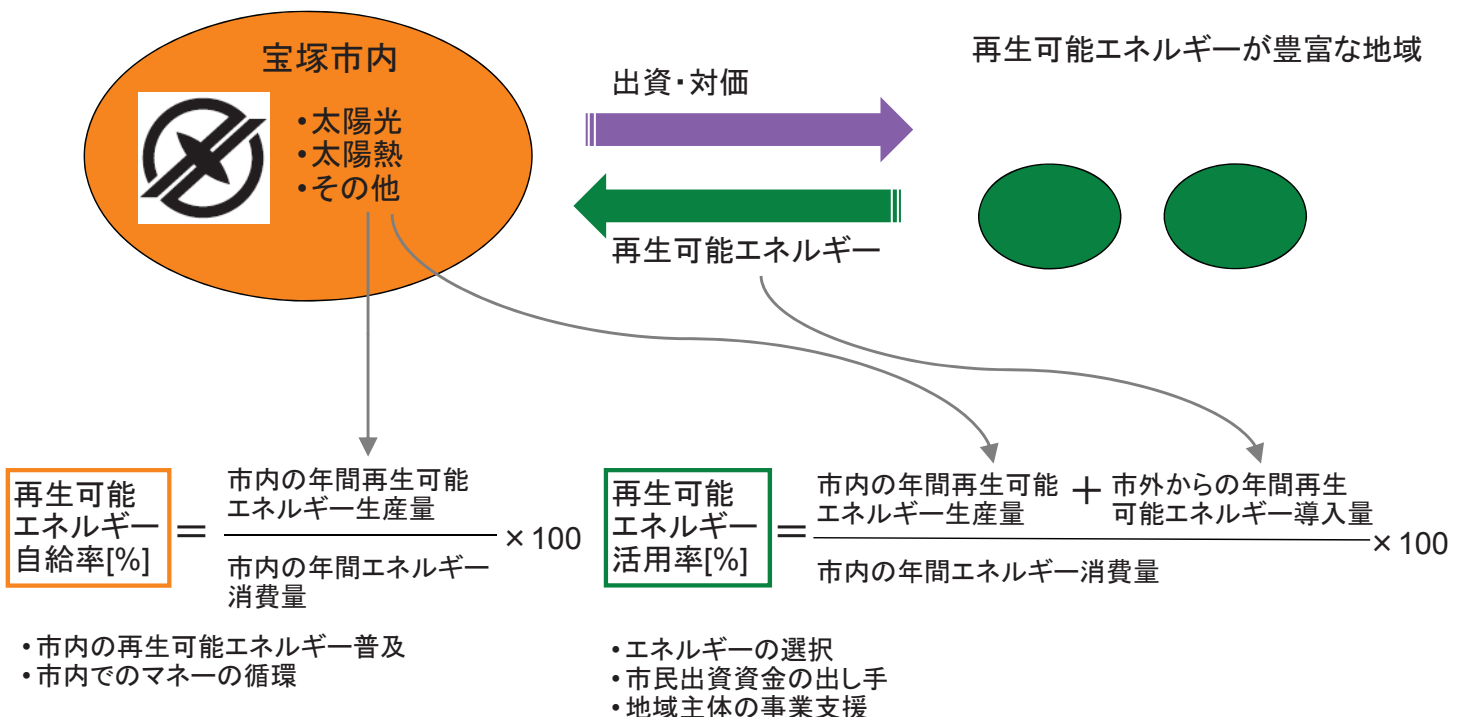 宝塚市内
・太陽光
・太陽熱
・その他
出資・対価
再生可能エネルギー
再生可能エネルギーが豊富な地域
再生可能
エネルギー
自給率[%]
=
市内の年間再生可能
エネルギー生産量
市内の年間エネルギー
消費量
×100
・市内の再生可能エネルギー普及
・市内でのマネーの循環
再生可能
エネルギー
活用率[%]
=
市内の年間再生可能
エネルギー生産量
+
市外からの年間再生
可能エネルギー導入量
市内の年間エネルギー消費量
×100
・エネルギーの選択
・市民出資資金の出し手
・地域主体の事業支援